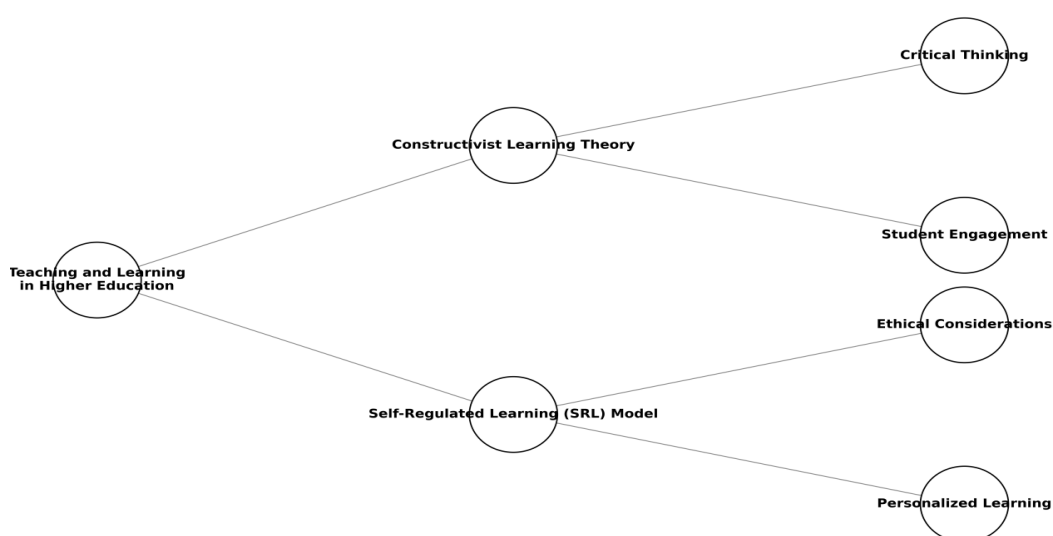 Critical Thinking
Constructivist Learning Theory
Student Engagement
Teaching and Learning
in Higher Education
Ethical Considerations
Self-Regulated Learning (SRL) Model
Personalized Learning